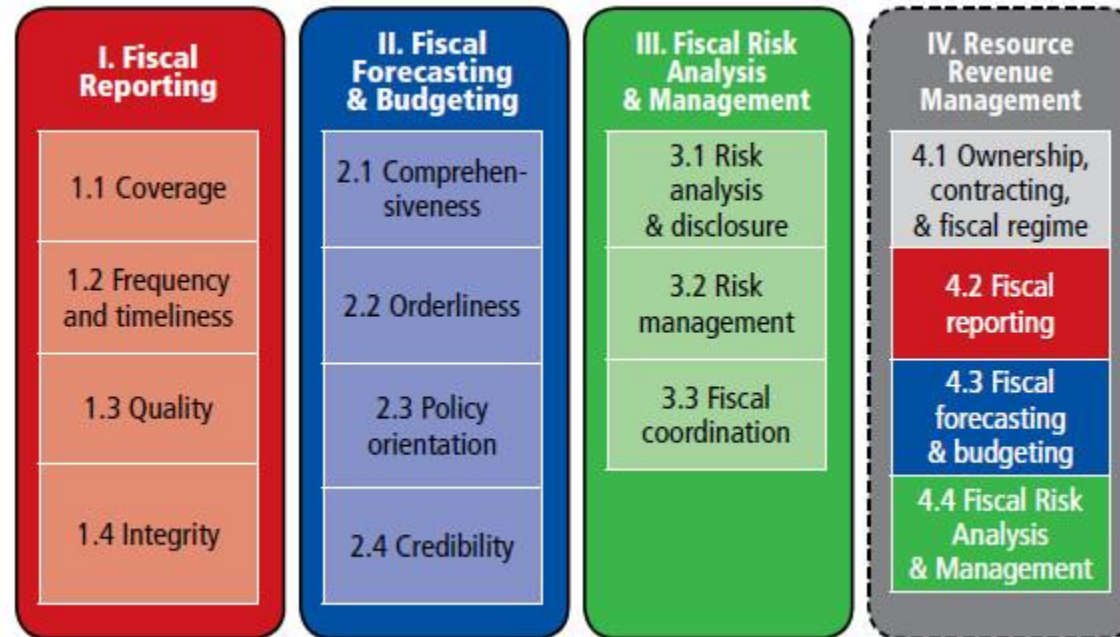 I. Fiscal
Reporting
1.1 Coverage
1.2 Frequency
and timeliness
1.3 Quality
1.4 Integrity
II. Fiscal
Forecasting
& Budgeting
2.1 Comprehen-
siveness
2.2 Orderliness
2.3 Policy
orientation
2.4 Credibility
III. Fiscal Risk
Analysis
& Management
3.1 Risk
analysis
& disclosure
3.2 Risk
management
3.3 Fiscal
coordination
IV. Resource
Revenue
Management
4.1 Ownership,
contracting,
& fiscal regime
4.2 Fiscal
reporting
4.3 Fiscal
forecasting
& budgeting
4.4 Fiscal Risk
Analysis
& Management